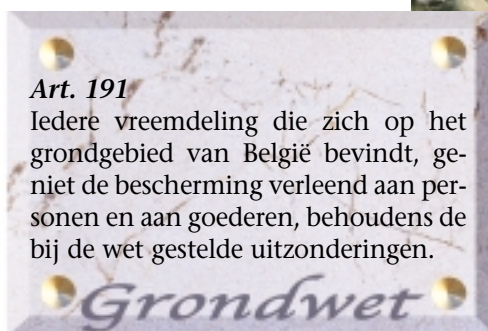 Art. 191
Iedere vreemdeling die zich op het
grondgebied van België bevindt, ge-
niet de bescherming verleend aan per-
sonen en aan goederen, behoudens de
bij de wet gestelde uitzonderingen.
Grondwet